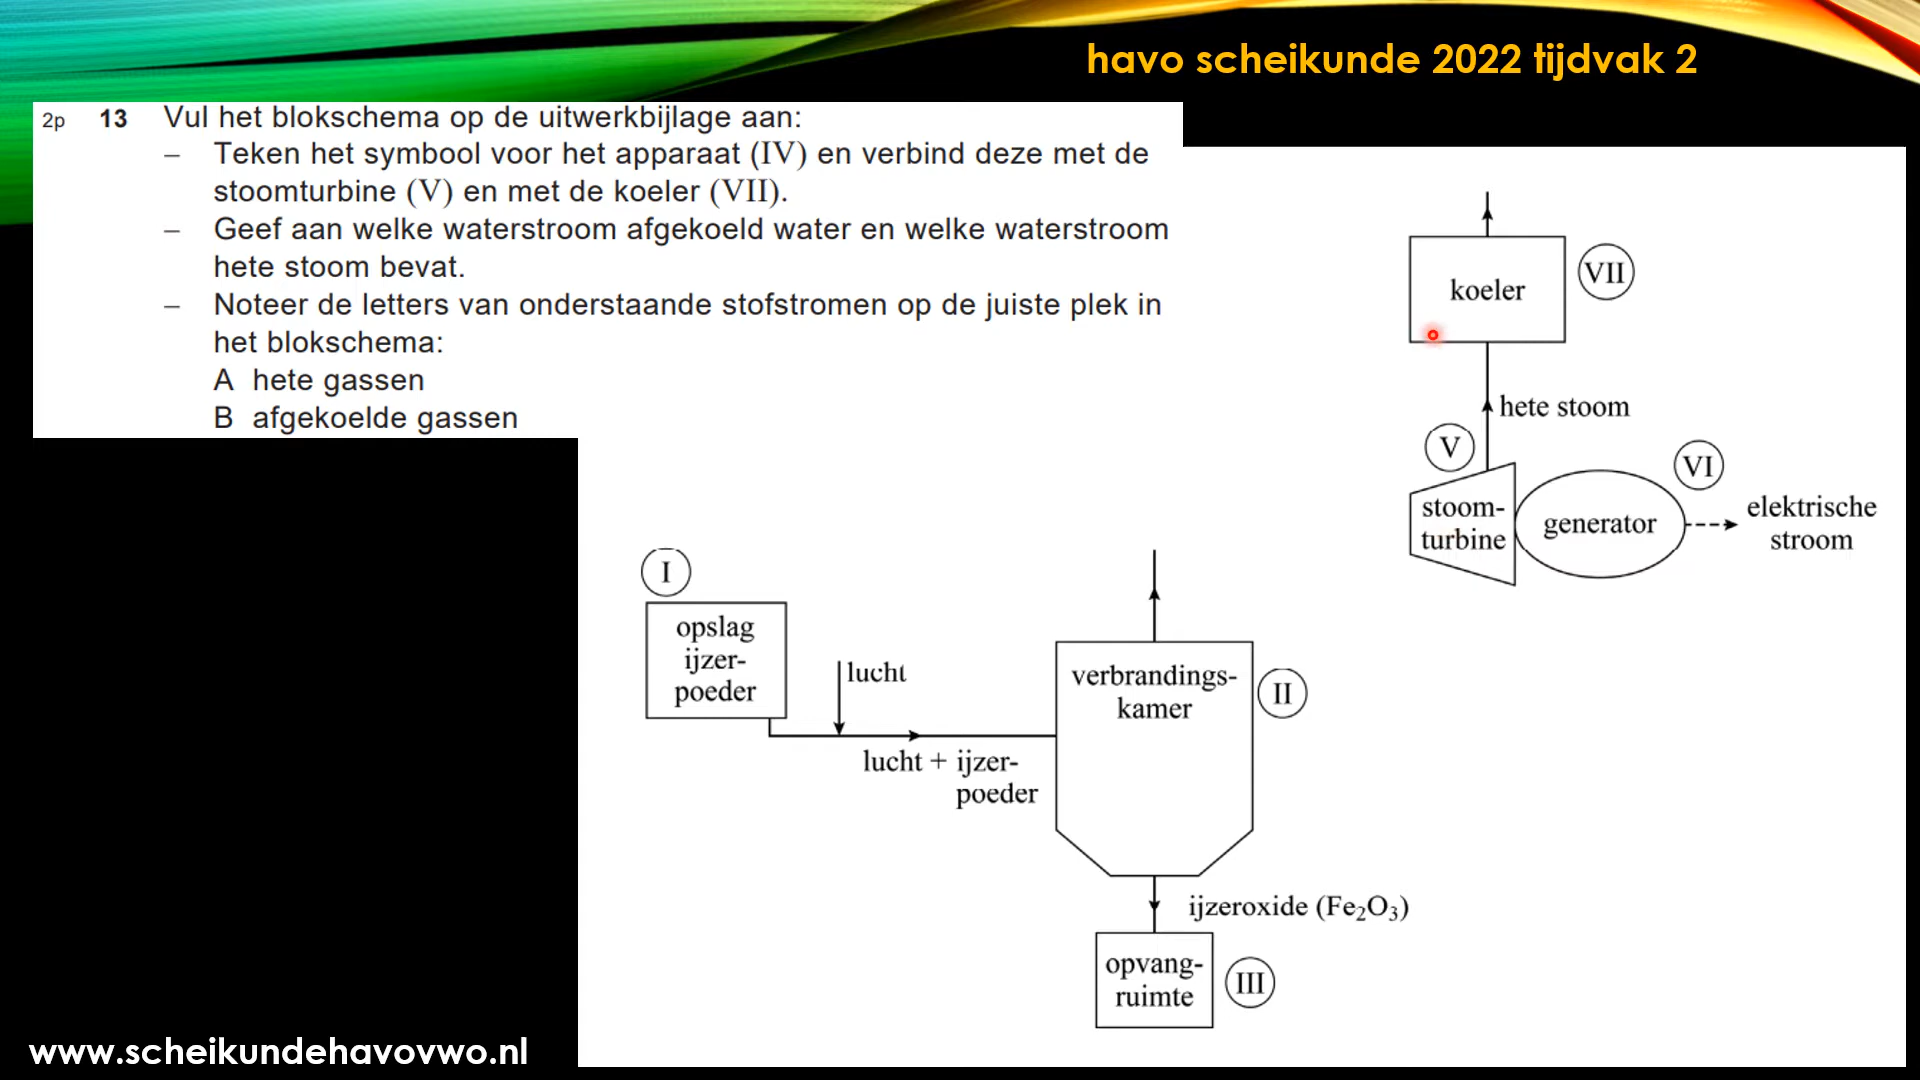 havo scheikunde 2022 tijdvak 2
2p 13 Vul het blokschema op de uitwerkbijlage aan:
– Teken het symbool voor het apparaat (IV) en verbind deze met de
stoomturbine (V) en met de koeler (VII).
– Geef aan welke waterstroom afgekoeld water en welke waterstroom
hete stoom bevat.
– Noteer de letters van onderstaande stofstromen op de juiste plek in
het blokschema:
A hete gassen
B afgekoelde gassen
koeler
VII
hete stoom
V
VI
stoom-
turbine
generator
elektrische
stroom
I
opslag
ijzer-
poeder
lucht
lucht + ijzer-
poeder
verbrandings-
kamer
II
ijzeroxide (Fe₂O₃)
opvang-
ruimte
III
www.scheikundehavovwo.nl